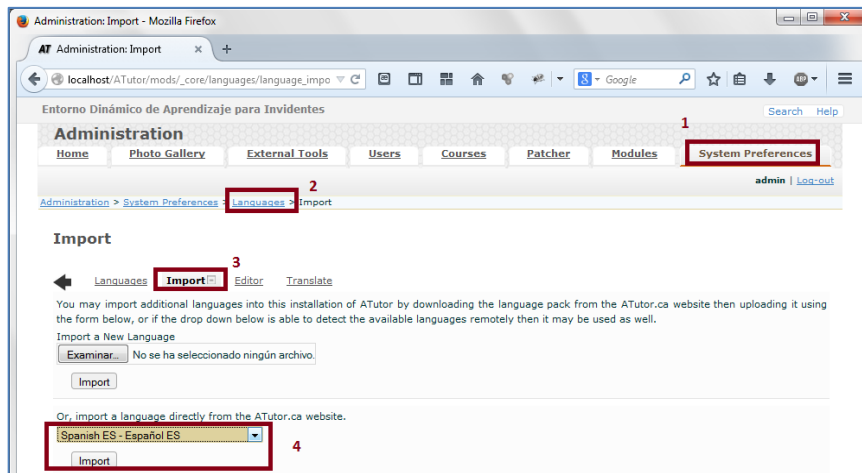 Administration: Import - Mozilla Firefox
AT Administration: Import × +
localhost/ATutor/mods/_core/languages/language_impo
8 - Google
Entorno Dinámico de Aprendizaje para Invidentes
Search Help
Administration
1
Home Photo Gallery External Tools Users Courses Patcher Modules System Preferences
admin | Log-out
2
Administration > System Preferences > Languages > Import
Import
3
Languages Import Editor Translate
You may import additional languages into this installation of ATutor by downloading the language pack from the ATutor.ca website then uploading it using
the form below, or if the drop down below is able to detect the available languages remotely then it may be used as well.
Import a New Language
Examinar... No se ha seleccionado ningún archivo.
Import
Or, import a language directly from the ATutor.ca website.
Spanish ES - Español ES
4
Import